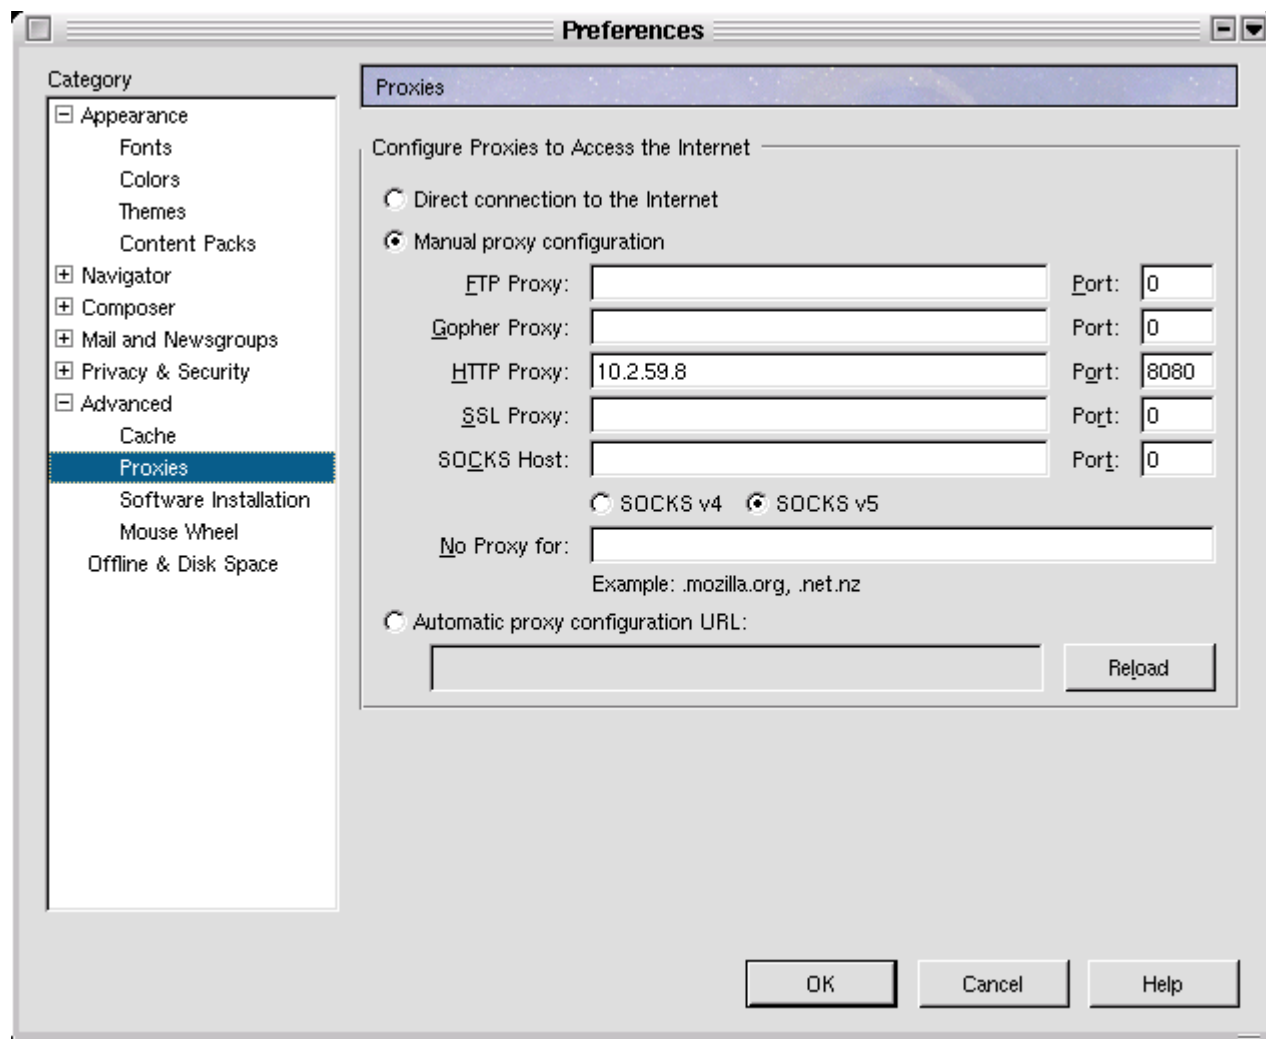 Preferences
Category
Appearance
Fonts
Colors
Themes
Content Packs
Navigator
Composer
Mail and Newsgroups
Privacy & Security
Advanced
Cache
Proxies
Software Installation
Mouse Wheel
Offline & Disk Space
Proxies
Configure Proxies to Access the Internet
Direct connection to the Internet
Manual proxy configuration
FTP Proxy: Port: 0
Gopher Proxy: Port: 0
HTTP Proxy: 10.2.59.8 Port: 8080
SSL Proxy: Port: 0
SOCKS Host: Port: 0
SOCKS v4 SOCKS v5
No Proxy for:
Example: .mozilla.org, .net.nz
Automatic proxy configuration URL:
Reload
OK Cancel Help